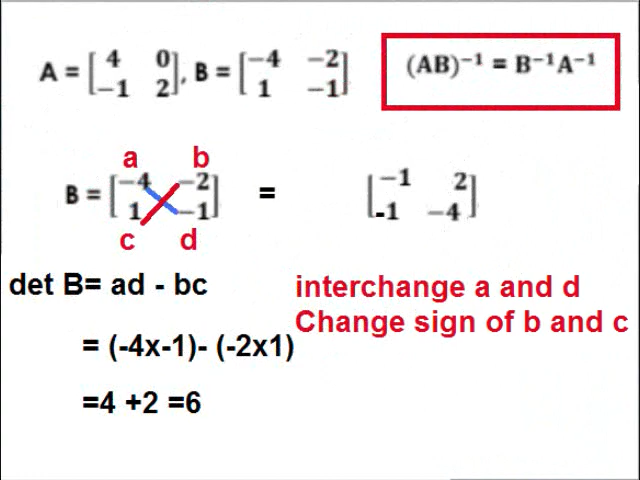 A = [4 0 −1 2], B = [−4 −2 1 −1]
(AB)⁻¹ = B⁻¹A⁻¹
a b
B = [−4 −2 1 −1] = [−1 2 -1 −4]
c d
det B= ad - bc
interchange a and d
Change sign of b and c
= (-4x-1)- (-2x1)
=4 +2 =6